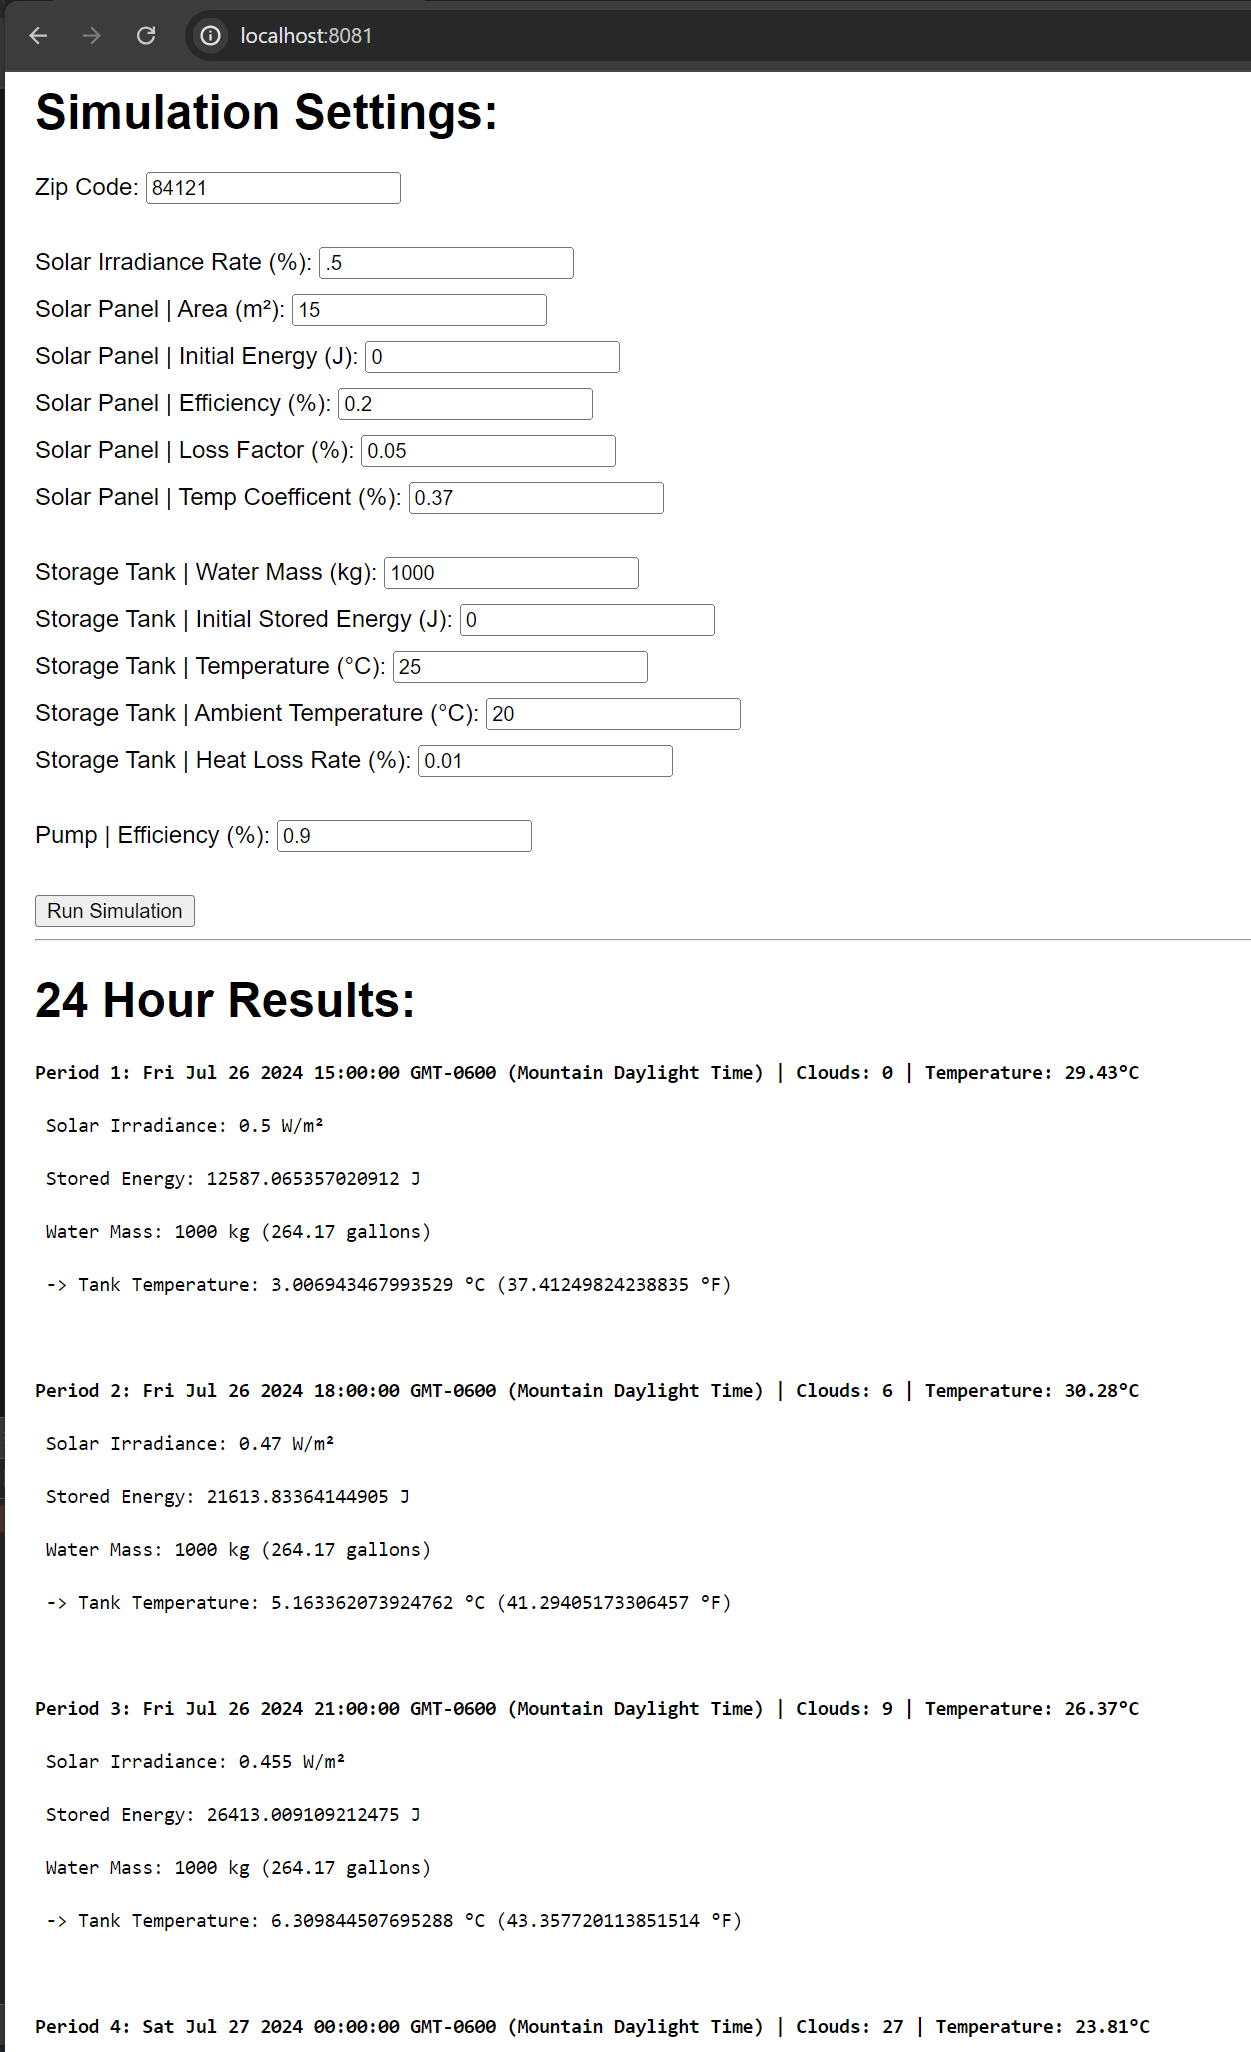 localhost:8081
Simulation Settings:
Zip Code: 84121
Solar Irradiance Rate (%): .5
Solar Panel | Area (m²): 15
Solar Panel | Initial Energy (J): 0
Solar Panel | Efficiency (%): 0.2
Solar Panel | Loss Factor (%): 0.05
Solar Panel | Temp Coefficent (%): 0.37
Storage Tank | Water Mass (kg): 1000
Storage Tank | Initial Stored Energy (J): 0
Storage Tank | Temperature (°C): 25
Storage Tank | Ambient Temperature (°C): 20
Storage Tank | Heat Loss Rate (%): 0.01
Pump | Efficiency (%): 0.9
Run Simulation
24 Hour Results:
Period 1: Fri Jul 26 2024 15:00:00 GMT-0600 (Mountain Daylight Time) | Clouds: 0 | Temperature: 29.43°C
Solar Irradiance: 0.5 W/m²
Stored Energy: 12587.065357020912 J
Water Mass: 1000 kg (264.17 gallons)
-> Tank Temperature: 3.006943467993529 °C (37.41249824238835 °F)
Period 2: Fri Jul 26 2024 18:00:00 GMT-0600 (Mountain Daylight Time) | Clouds: 6 | Temperature: 30.28°C
Solar Irradiance: 0.47 W/m²
Stored Energy: 21613.83364144905 J
Water Mass: 1000 kg (264.17 gallons)
-> Tank Temperature: 5.163362073924762 °C (41.29405173306457 °F)
Period 3: Fri Jul 26 2024 21:00:00 GMT-0600 (Mountain Daylight Time) | Clouds: 9 | Temperature: 26.37°C
Solar Irradiance: 0.455 W/m²
Stored Energy: 26413.009109212475 J
Water Mass: 1000 kg (264.17 gallons)
-> Tank Temperature: 6.309844507695288 °C (43.357720113851514 °F)
Period 4: Sat Jul 27 2024 00:00:00 GMT-0600 (Mountain Daylight Time) | Clouds: 27 | Temperature: 23.81°C